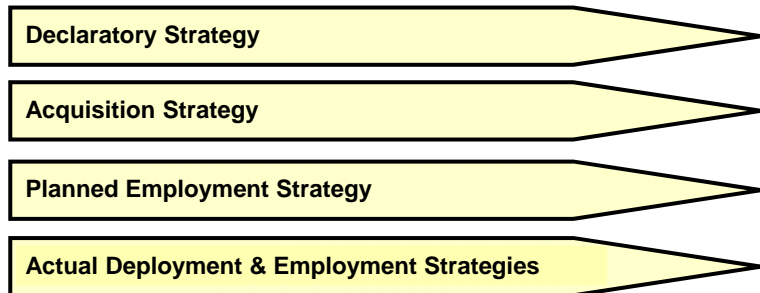 Declaratory Strategy
Acquisition Strategy
Planned Employment Strategy
Actual Deployment & Employment Strategies